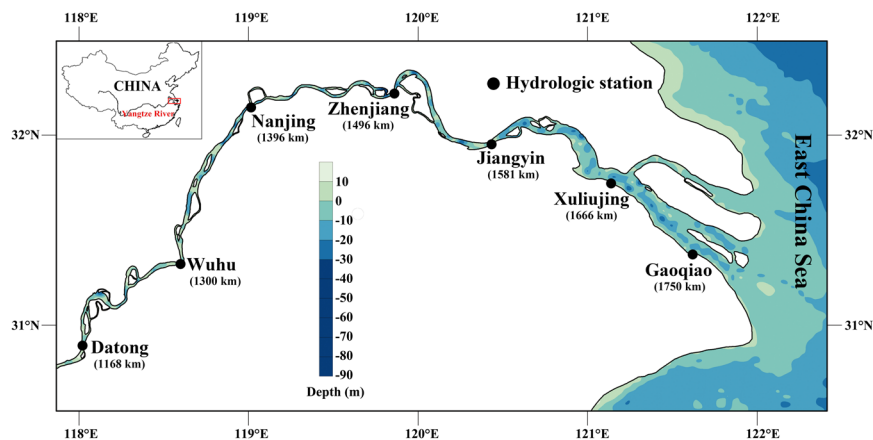 118°E 119°E 120°E 121°E 122°E
CHINA
Yangtze River
Hydrologic station
Nanjing
(1396 km)
Zhenjiang
(1496 km)
32°N
32°N
Jiangyin
(1581 km)
Xuliujing
(1666 km)
East China Sea
Wuhu
(1300 km)
Gaoqiao
(1750 km)
31°N
31°N
Datong
(1168 km)
10
0
-10
-20
-30
-40
-50
-60
-70
-80
-90
Depth (m)
118°E 119°E 120°E 121°E 122°E